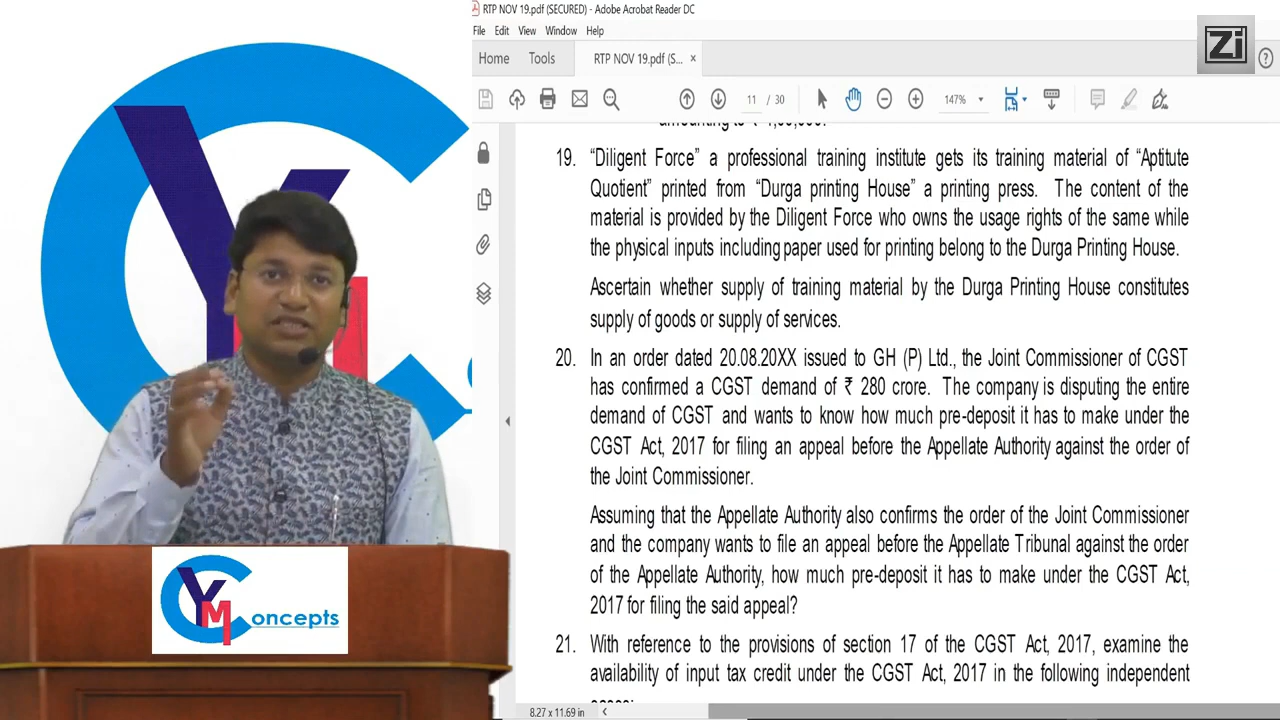 RTP NOV 19.pdf (SECURED) - Adobe Acrobat Reader DC
File Edit View Window Help
Zi
Home Tools RTP NOV 19.pdf (S... ×
11 / 30 147%
19. “Diligent Force” a professional training institute gets its training material of “Aptitute
Quotient” printed from “Durga printing House” a printing press. The content of the
material is provided by the Diligent Force who owns the usage rights of the same while
the physical inputs including paper used for printing belong to the Durga Printing House.
Ascertain whether supply of training material by the Durga Printing House constitutes
supply of goods or supply of services.
20. In an order dated 20.08.20XX issued to GH (P) Ltd., the Joint Commissioner of CGST
has confirmed a CGST demand of ₹ 280 crore. The company is disputing the entire
demand of CGST and wants to know how much pre-deposit it has to make under the
CGST Act, 2017 for filing an appeal before the Appellate Authority against the order of
the Joint Commissioner.
Assuming that the Appellate Authority also confirms the order of the Joint Commissioner
and the company wants to file an appeal before the Appellate Tribunal against the order
of the Appellate Authority, how much pre-deposit it has to make under the CGST Act,
2017 for filing the said appeal?
21. With reference to the provisions of section 17 of the CGST Act, 2017, examine the
availability of input tax credit under the CGST Act, 2017 in the following independent
8.27 x 11.69 in
YM
Concepts